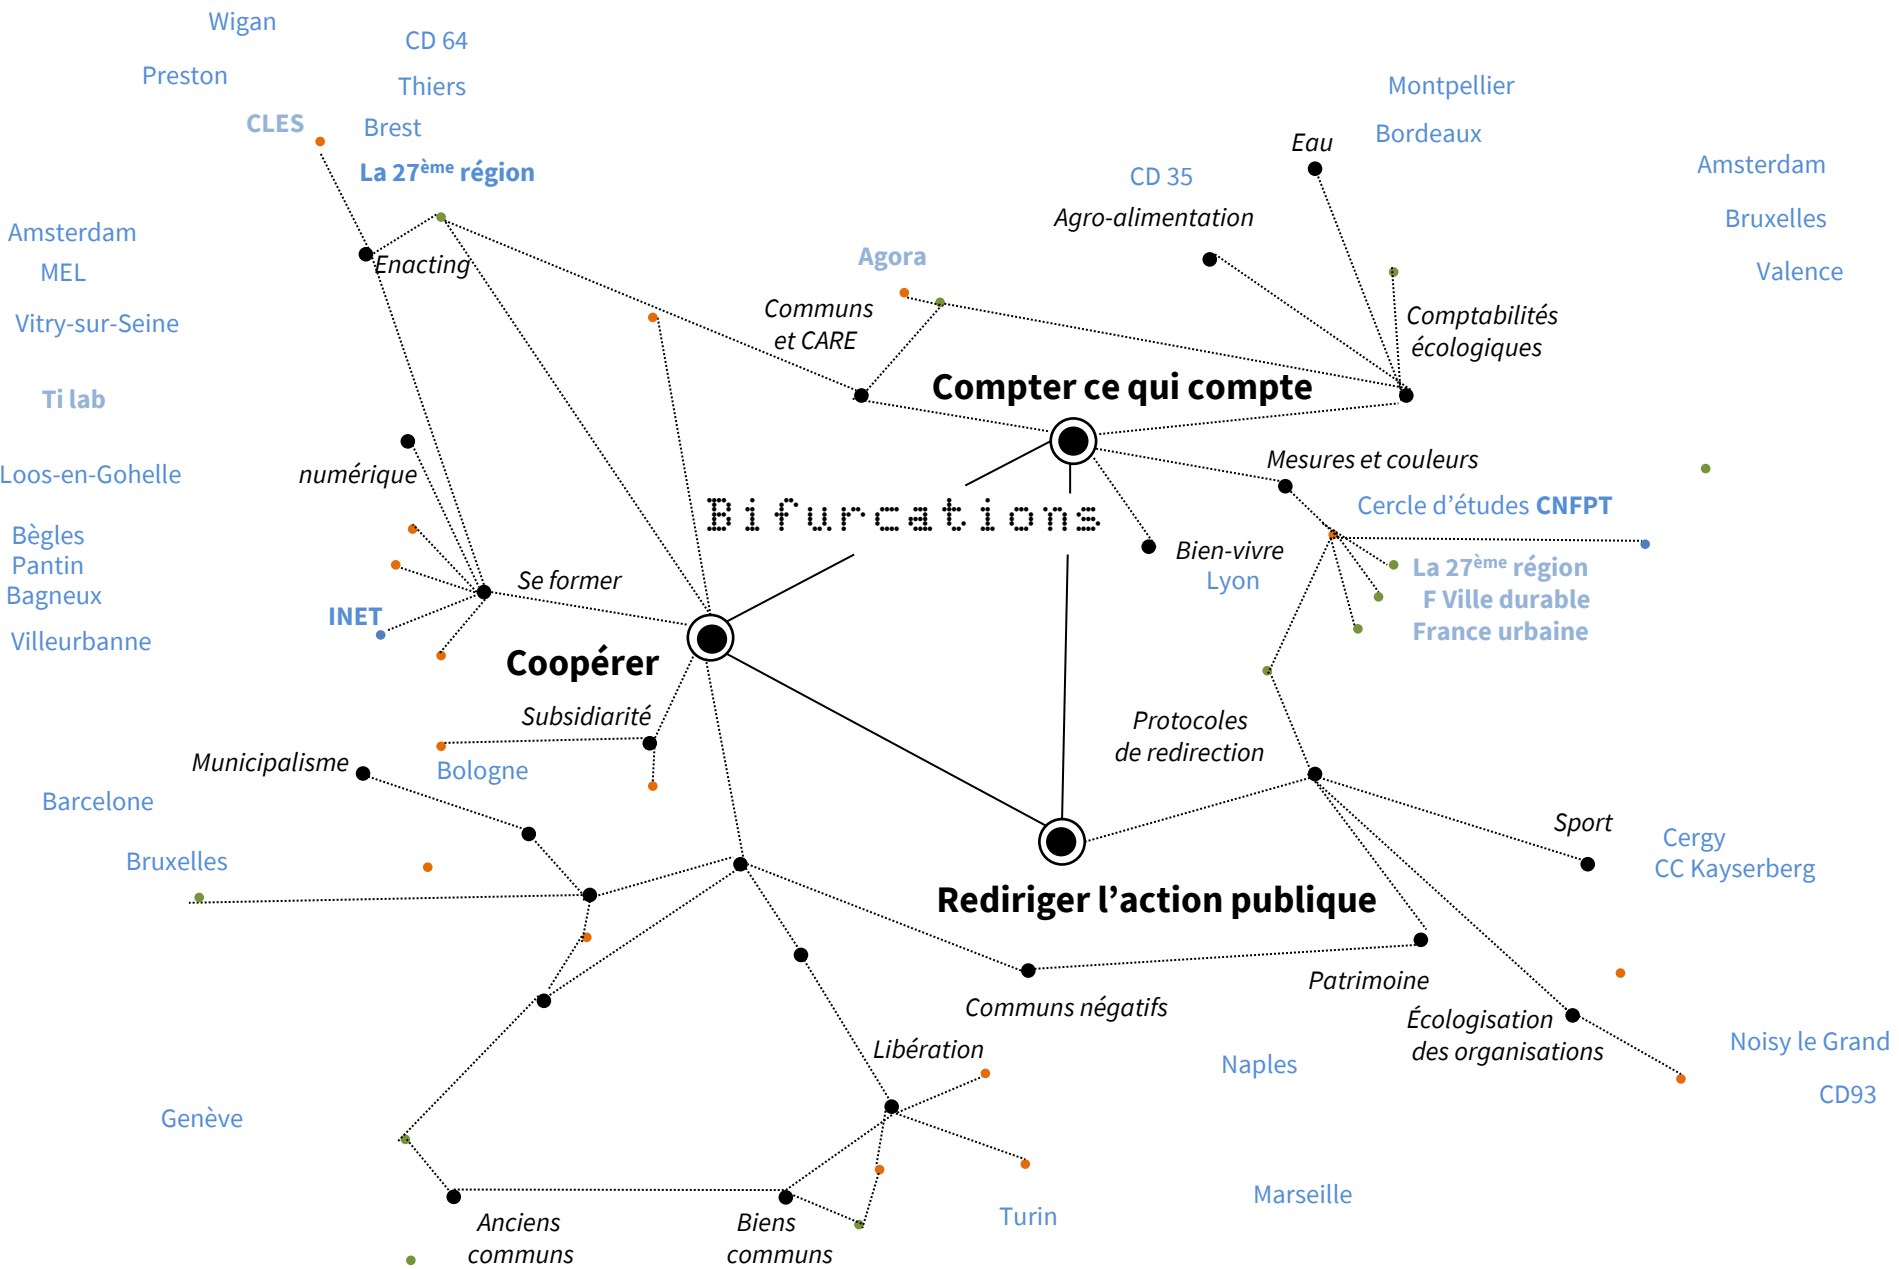 Wigan
CD 64
Preston
Thiers
CLES
Brest
La 27ème région
Montpellier
Bordeaux
Eau
Amsterdam
CD 35
Agro-alimentation
Bruxelles
Valence
Amsterdam
MEL
Enacting
Vitry-sur-Seine
Agora
Communs
et CARE
Comptabilités
écologiques
Compter ce qui compte
Ti lab
numérique
Loos-en-Gohelle
Mesures et couleurs
Cercle d’études CNFPT
Bifurcations
Bègles
Pantin
Bagneux
Villeurbanne
INET
Se former
Bien-vivre
Lyon
La 27ème région
F Ville durable
France urbaine
Coopérer
Subsidiarité
Protocoles
de redirection
Municipalisme
Bologne
Barcelone
Bruxelles
Sport
Cergy
CC Kayserberg
Rediriger l’action publique
Patrimoine
Communs négatifs
Écologisation
des organisations
Libération
Naples
Noisy le Grand
CD93
Genève
Marseille
Turin
Anciens
communs
Biens
communs